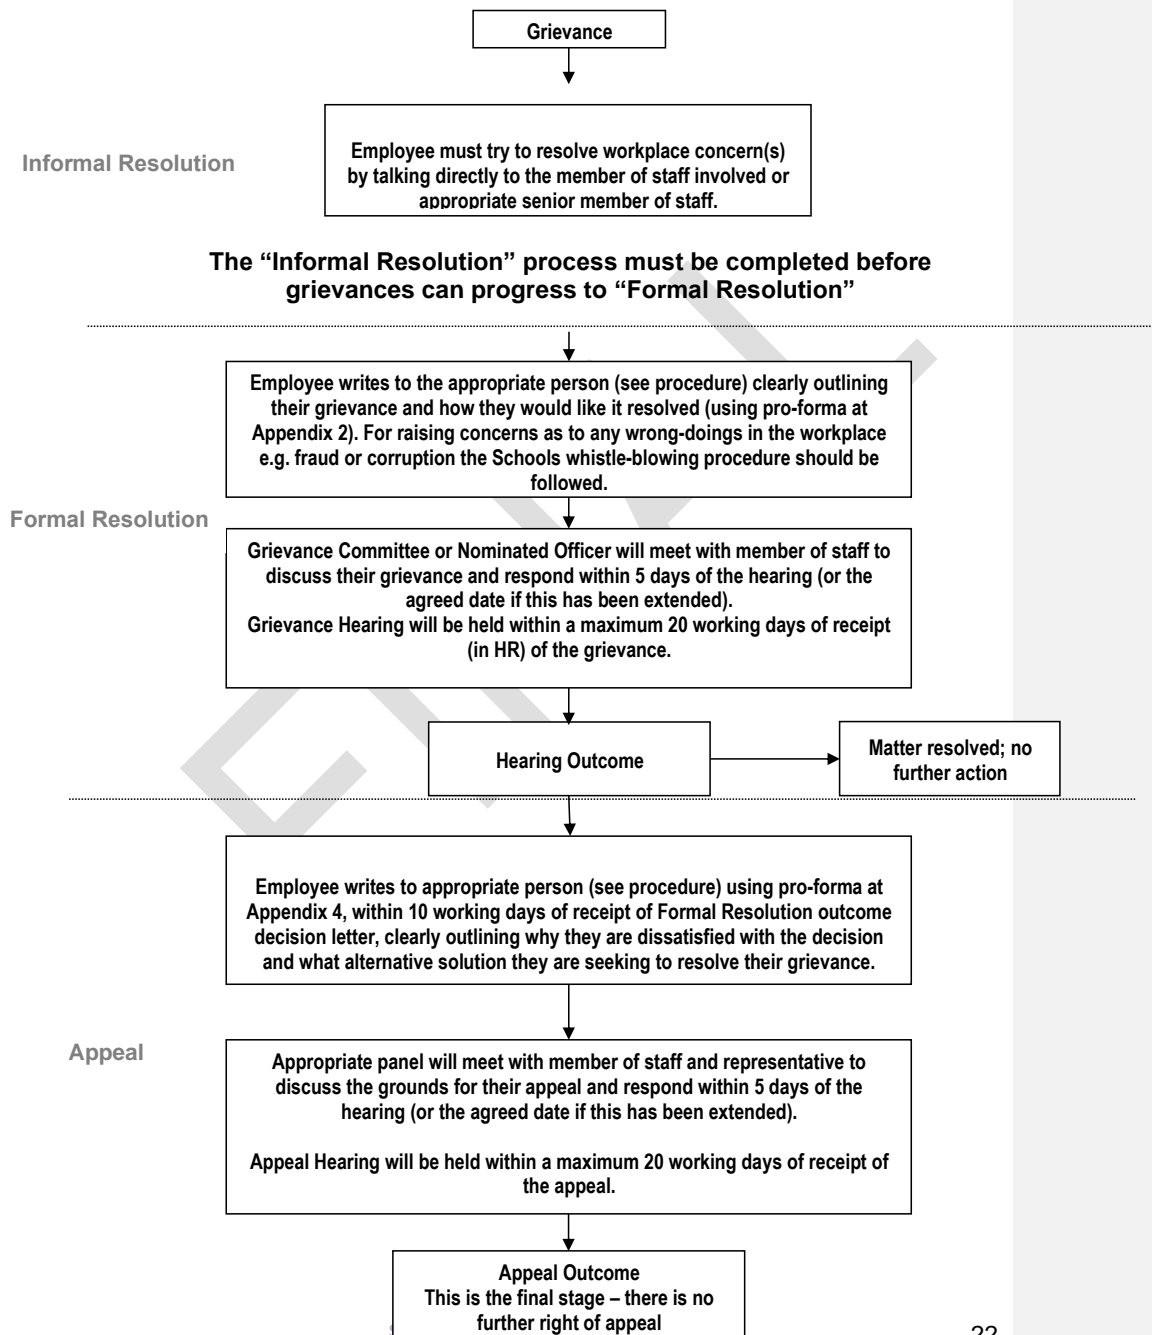 Grievance
Informal Resolution
Employee must try to resolve workplace concern(s)
by talking directly to the member of staff involved or
appropriate senior member of staff.
The “Informal Resolution” process must be completed before
grievances can progress to “Formal Resolution”
Employee writes to the appropriate person (see procedure) clearly outlining
their grievance and how they would like it resolved (using pro-forma at
Appendix 2). For raising concerns as to any wrong-doings in the workplace
e.g. fraud or corruption the Schools whistle-blowing procedure should be
followed.
Formal Resolution
Grievance Committee or Nominated Officer will meet with member of staff to
discuss their grievance and respond within 5 days of the hearing (or the
agreed date if this has been extended).
Grievance Hearing will be held within a maximum 20 working days of receipt
(in HR) of the grievance.
Hearing Outcome
Matter resolved; no
further action
Employee writes to appropriate person (see procedure) using pro-forma at
Appendix 4, within 10 working days of receipt of Formal Resolution outcome
decision letter, clearly outlining why they are dissatisfied with the decision
and what alternative solution they are seeking to resolve their grievance.
Appeal
Appropriate panel will meet with member of staff and representative to
discuss the grounds for their appeal and respond within 5 days of the
hearing (or the agreed date if this has been extended).
Appeal Hearing will be held within a maximum 20 working days of receipt of
the appeal.
Appeal Outcome
This is the final stage – there is no
further right of appeal
22
FINAL